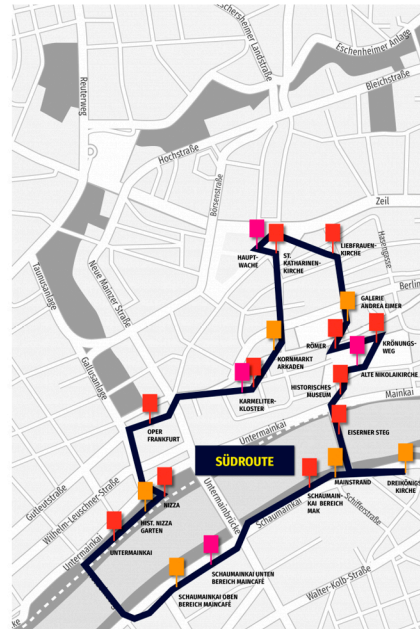 Eschersheimer
Landstraße
Eschenheimer Anlage
Bleichstraße
Reuterweg
Hochstraße
Börsenstraße
Zeil
Hasengasse
HAUPT-
WACHE
ST.
KATHARINEN-
KIRCHE
LIEBFRAUEN-
KIRCHE
Taunusanlage
Neue Mainzer Straße
GALERIE
ANDREA EIMER
Berlin
Gallusanlage
KORNMARKT
ARKADEN
RÖMER
KRÖNUNGS-
WEG
ALTE NIKOLAIKIRCHE
HISTORISCHES
MUSEUM
Mainkai
KARMELITER-
KLOSTER
OPER
FRANKFURT
EISERNER STEG
Untermainkai
SÜDROUTE
Gutleutstraße
Wilhelm-Leuschner-Straße
NIZZA
HIST. NIZZA
GARTEN
Untermainbrücke
MAINSTRAND
DREIKÖNIGS
KIRCHE
SCHAUMAIN-
KAI BEREICH
MAK
Schaumainkai
Schifferstraße
Untermainkai
UNTERMAINKAI
SCHAUMAINKAI UNTEN
BEREICH MAINCAFÉ
SCHAUMAINKAI OBEN
BEREICH MAINCAFÉ
Walter-Kolb-Straße